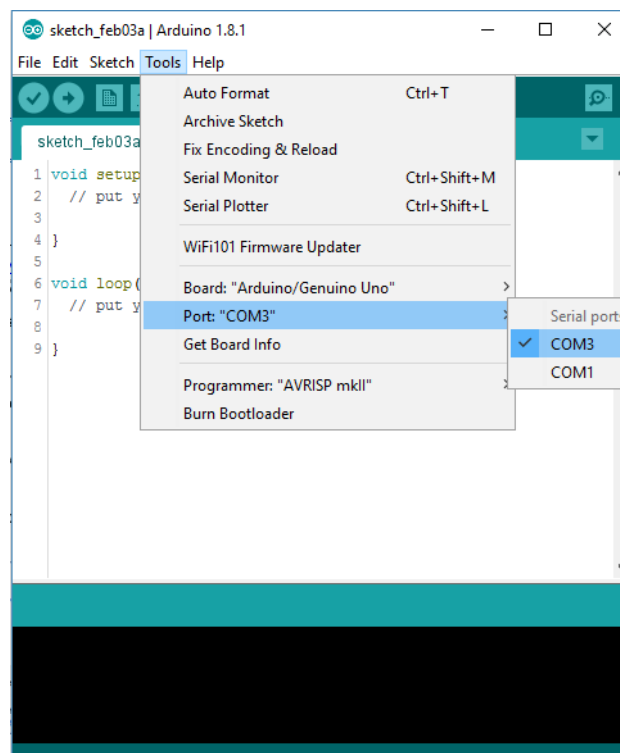 sketch_feb03a | Arduino 1.8.1
File Edit Sketch Tools Help
sketch_feb03a
Auto Format Ctrl+T
Archive Sketch
Fix Encoding & Reload
Serial Monitor Ctrl+Shift+M
Serial Plotter Ctrl+Shift+L
WiFi101 Firmware Updater
Board: "Arduino/Genuino Uno"
Port: "COM3"
Get Board Info
Programmer: "AVRISP mkII"
Burn Bootloader
Serial ports
COM3
COM1
1 void setup
2 // put y
3
4 }
5
6 void loop(
7 // put y
8
9 }